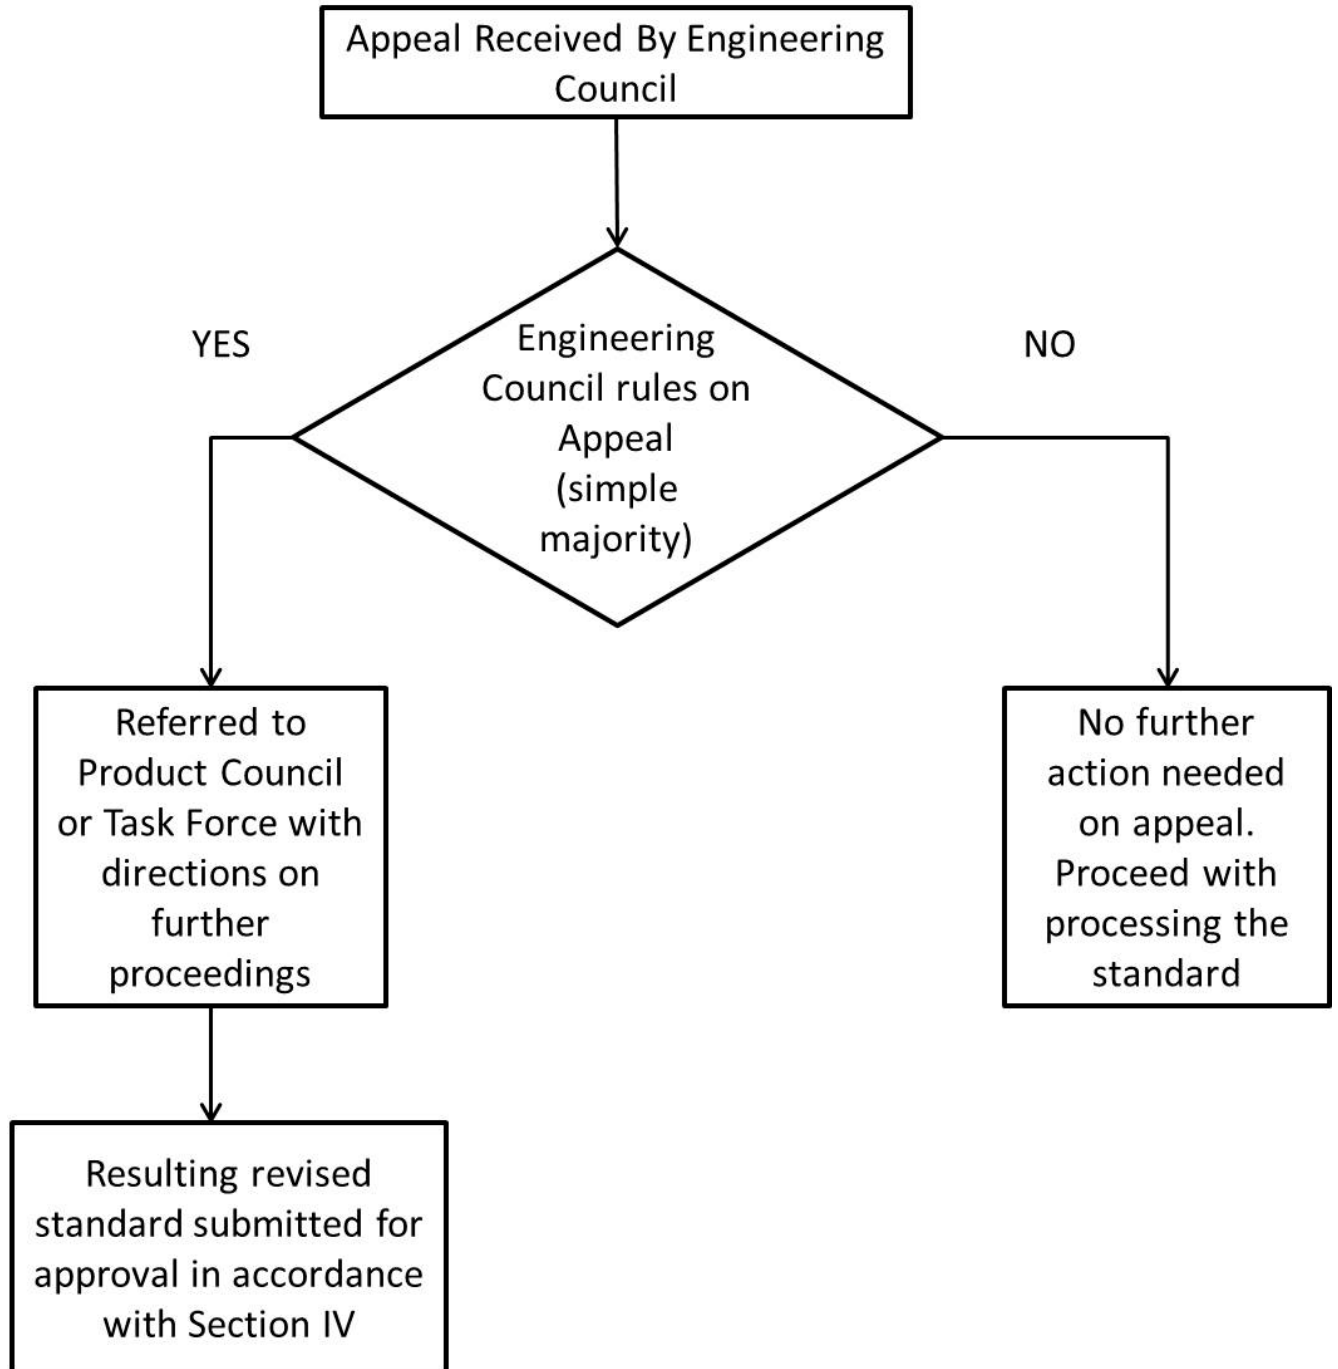 Appeal Received By Engineering
Council
YES
NO
Engineering
Council rules on
Appeal
(simple
majority)
Referred to
Product Council
or Task Force with
directions on
further
proceedings
No further
action needed
on appeal.
Proceed with
processing the
standard
Resulting revised
standard submitted for
approval in accordance
with Section IV